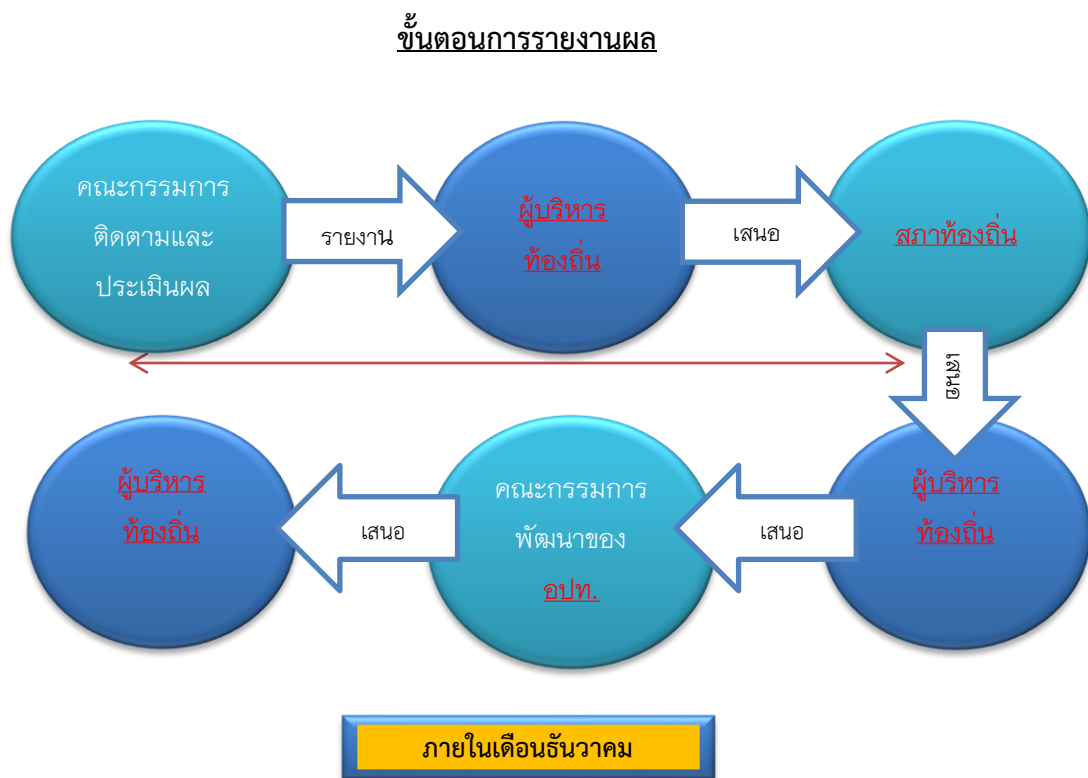 ขั้นตอนการรายงานผล
คณะกรรมการ
ติดตามและ
ประเมินผล
รายงาน
ผู้บริหาร
ท้องถิ่น
เสนอ
สภาท้องถิ่น
เสนอ
ผู้บริหาร
ท้องถิ่น
เสนอ
คณะกรรมการ
พัฒนาของ
อปท.
เสนอ
ผู้บริหาร
ท้องถิ่น
ภายในเดือนธันวาคม